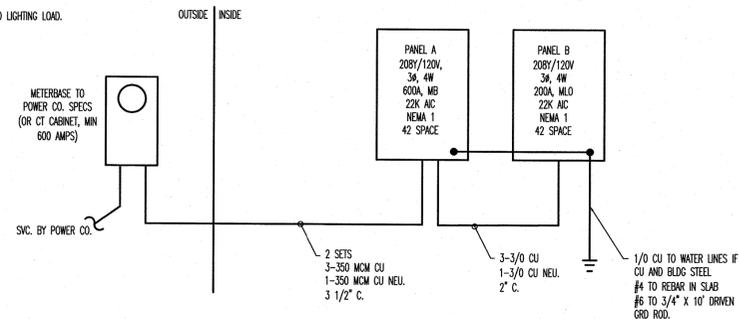 ) LIGHTING LOAD.
OUTSIDE INSIDE
METERBASE TO
POWER CO. SPECS
(OR CT CABINET, MIN
600 AMPS)
SVC. BY POWER CO.
PANEL A
208Y/120V,
3ø, 4W
600A, MB
22K AIC
NEMA 1
42 SPACE
PANEL B
208Y/120V
3ø, 4W
200A, MLO
22K AIC
NEMA 1
42 SPACE
2 SETS
3-350 MCM CU
1-350 MCM CU NEU.
3 1/2" C.
3-3/0 CU
1-3/0 CU NEU.
2" C.
1/0 CU TO WATER LINES IF
CU AND BLDG STEEL
#4 TO REBAR IN SLAB
#6 TO 3/4" X 10' DRIVEN
GRD ROD.